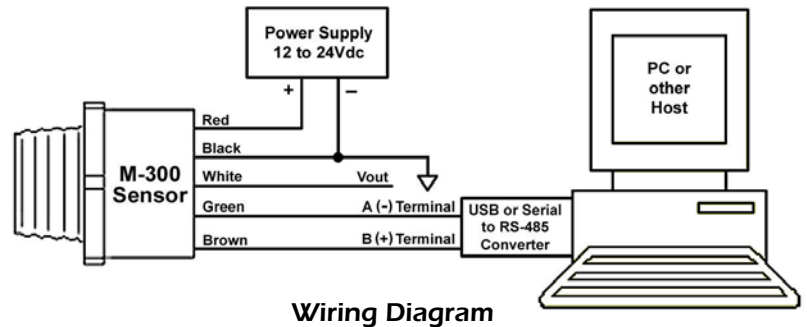 Power Supply
12 to 24Vdc
+ –
PC or
other
Host
Red
Black
M-300
Sensor
White Vout
Green A (-) Terminal
Brown B (+) Terminal
USB or Serial
to RS-485
Converter
Wiring Diagram